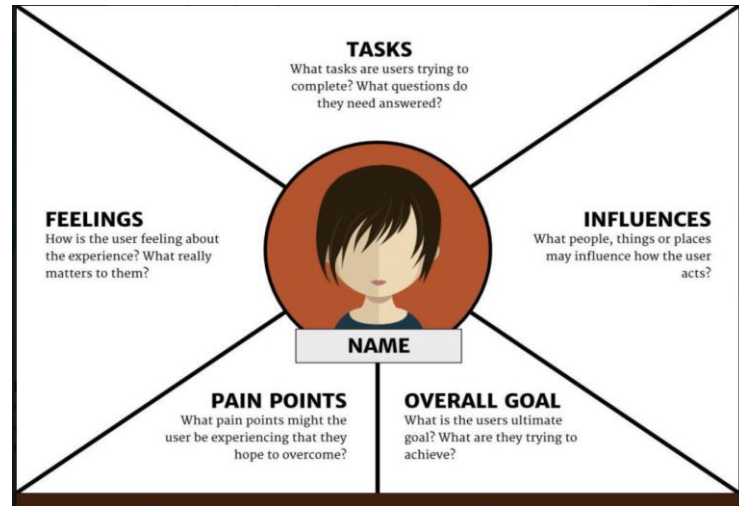 TASKS
What tasks are users trying to
complete? What questions do
they need answered?
FEELINGS
How is the user feeling about
the experience? What really
matters to them?
INFLUENCES
What people, things or places
may influence how the user
acts?
NAME
PAIN POINTS
What pain points might the
user be experiencing that they
hope to overcome?
OVERALL GOAL
What is the users ultimate
goal? What are they trying to
achieve?